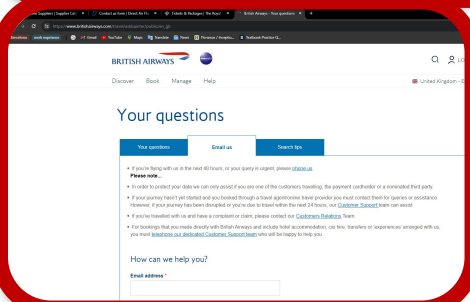 Suppliers | Supplier Cat
Contact us form | Direct Air Fr
Tickets & Packages | The Royal
British Airways - Your questions
https://www.britishairways.com/travel/
work experience
Gmail
YouTube
Maps
Translate
News
BRITISH AIRWAYS
Discover Book Manage Help
United Kingdom - E
Your questions
Your questions Email us Search tips
If you're flying with us in the next 48 hours, or your query is urgent, please phone us.
Please note...
In order to protect your data we can only assist if you are one of the customers travelling, the payment cardholder or a nominated third party.
If your journey hasn't yet started and you booked through a travel agent/online travel provider you must contact them for queries or assistance.
However, if your journey has been disrupted or you're due to travel within the next 24 hours, our Customer Support team can assist
If you've travelled with us and have a complaint or claim, please contact our Customers Relations Team.
For bookings that you made directly with British Airways and include hotel accommodation, car hire, transfers or 'experiences' arranged with us,
you must telephone our dedicated Customer Support team who will be happy to help you
How can we help you?
Email address *